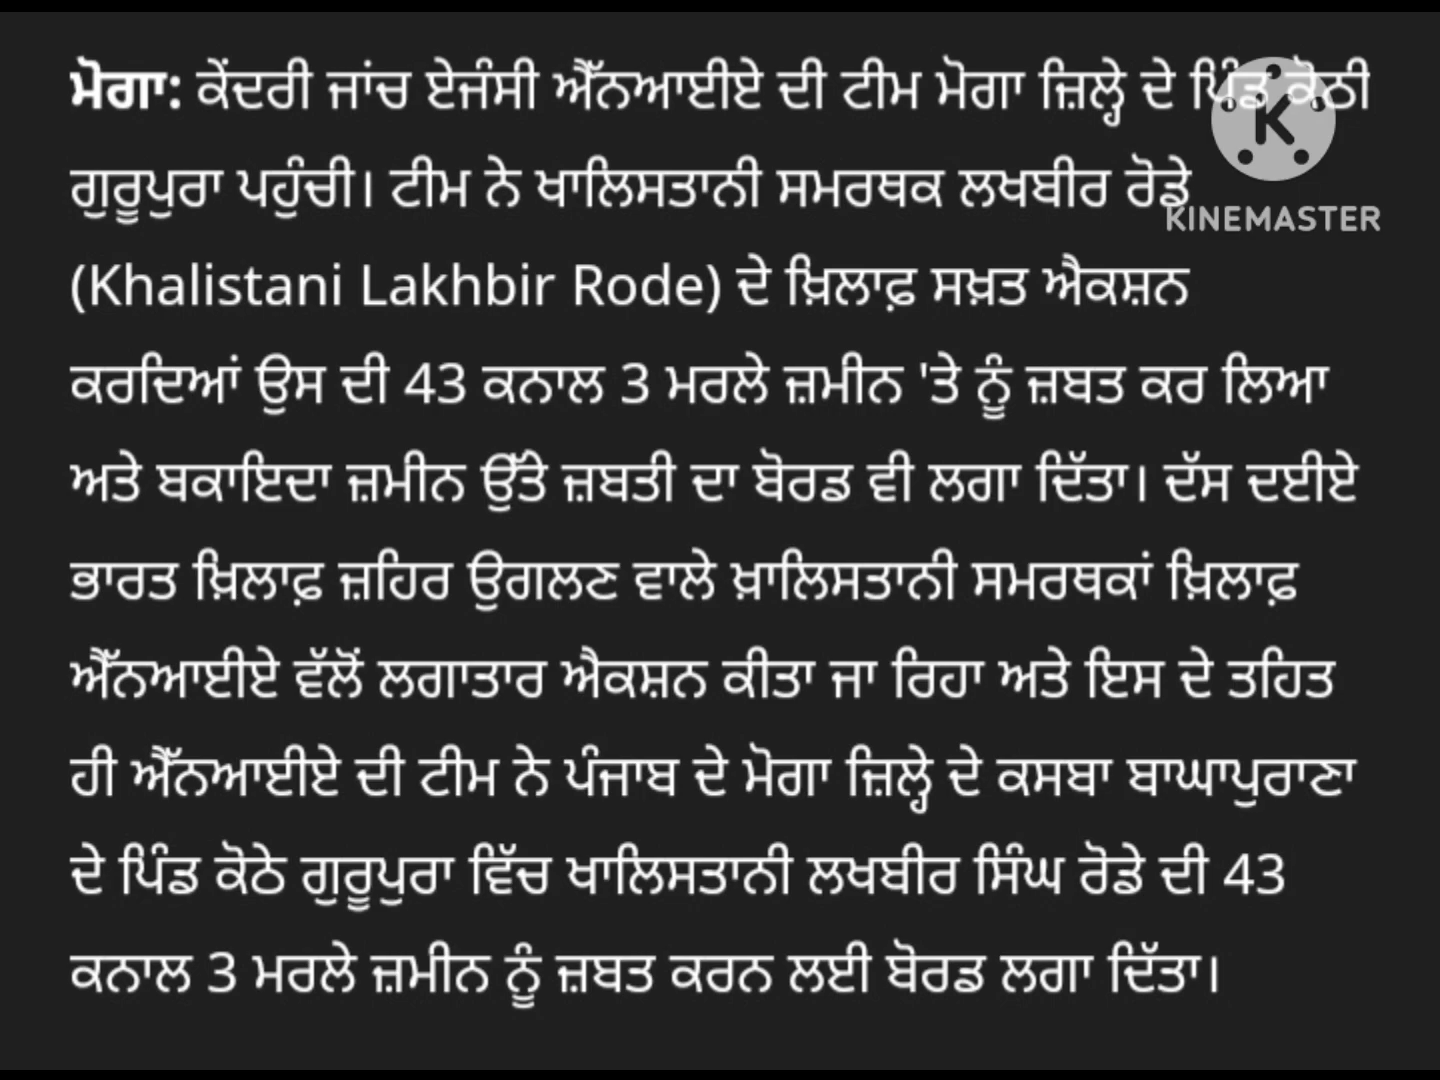 ਮੋਗਾ: ਕੇਂਦਰੀ ਜਾਂਚ ਏਜੰਸੀ ਐੱਨਆਈਏ ਦੀ ਟੀਮ ਮੋਗਾ ਜ਼ਿਲ੍ਹੇ ਦੇ ਪਿੰਡ ਕੋਠੀ
ਗੁਰੂਪੁਰਾ ਪਹੁੰਚੀ। ਟੀਮ ਨੇ ਖਾਲਿਸਤਾਨੀ ਸਮਰਥਕ ਲਖਬੀਰ ਰੋਡੇ
KINEMASTER
(Khalistani Lakhbir Rode) ਦੇ ਖ਼ਿਲਾਫ਼ ਸਖ਼ਤ ਐਕਸ਼ਨ
ਕਰਦਿਆਂ ਉਸ ਦੀ 43 ਕਨਾਲ 3 ਮਰਲੇ ਜ਼ਮੀਨ 'ਤੇ ਨੂੰ ਜ਼ਬਤ ਕਰ ਲਿਆ
ਅਤੇ ਬਕਾਇਦਾ ਜ਼ਮੀਨ ਉੱਤੇ ਜ਼ਬਤੀ ਦਾ ਬੋਰਡ ਵੀ ਲਗਾ ਦਿੱਤਾ। ਦੱਸ ਦਈਏ
ਭਾਰਤ ਖ਼ਿਲਾਫ਼ ਜ਼ਹਿਰ ਉਗਲਣ ਵਾਲੇ ਖ਼ਾਲਿਸਤਾਨੀ ਸਮਰਥਕਾਂ ਖ਼ਿਲਾਫ਼
ਐੱਨਆਈਏ ਵੱਲੋਂ ਲਗਾਤਾਰ ਐਕਸ਼ਨ ਕੀਤਾ ਜਾ ਰਿਹਾ ਅਤੇ ਇਸ ਦੇ ਤਹਿਤ
ਹੀ ਐੱਨਆਈਏ ਦੀ ਟੀਮ ਨੇ ਪੰਜਾਬ ਦੇ ਮੋਗਾ ਜ਼ਿਲ੍ਹੇ ਦੇ ਕਸਬਾ ਬਾਘਾਪੁਰਾਣਾ
ਦੇ ਪਿੰਡ ਕੋਠੇ ਗੁਰੂਪੁਰਾ ਵਿੱਚ ਖਾਲਿਸਤਾਨੀ ਲਖਬੀਰ ਸਿੰਘ ਰੋਡੇ ਦੀ 43
ਕਨਾਲ 3 ਮਰਲੇ ਜ਼ਮੀਨ ਨੂੰ ਜ਼ਬਤ ਕਰਨ ਲਈ ਬੋਰਡ ਲਗਾ ਦਿੱਤਾ।